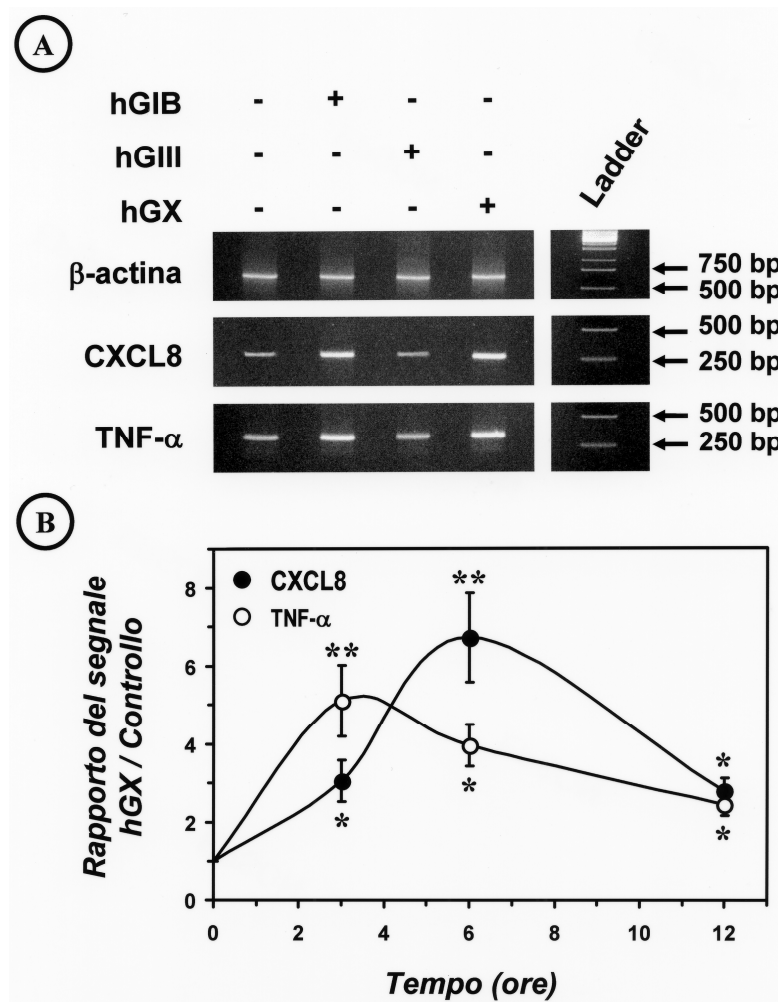 A
hGIB - + - -
hGIII - - + -
hGX - - - +
Ladder
β-actina
750 bp
500 bp
CXCL8
500 bp
250 bp
TNF-α
500 bp
250 bp
B
Rapporto del segnale
hGX / Controllo
8
6
4
2
0
CXCL8
TNF-α
**
**
*
*
*
*
0 2 4 6 8 10 12
Tempo (ore)